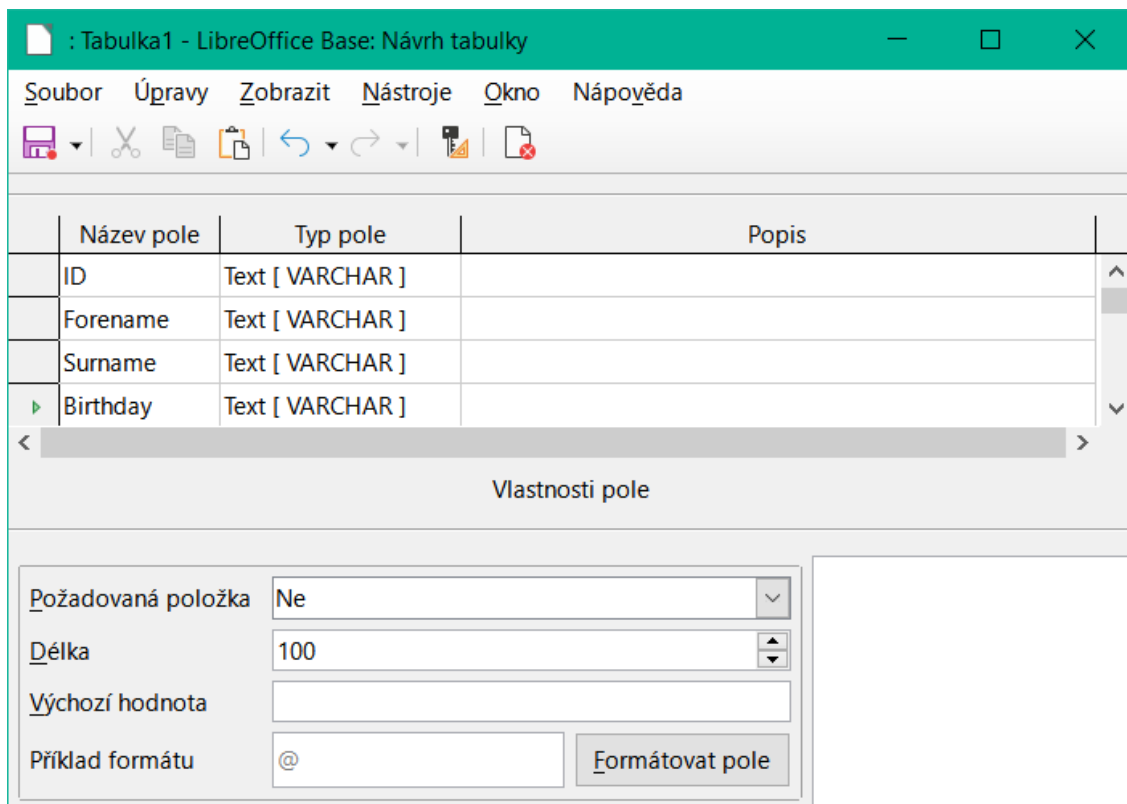 : Tabulka1 - LibreOffice Base: Návrh tabulky
Soubor Úpravy Zobrazit Nástroje Okno Nápověda
Název pole Typ pole Popis
ID Text [ VARCHAR ]
Forename Text [ VARCHAR ]
Surname Text [ VARCHAR ]
Birthday Text [ VARCHAR ]
Vlastnosti pole
Požadovaná položka Ne
Délka 100
Výchozí hodnota
Příklad formátu @ Formátovat pole